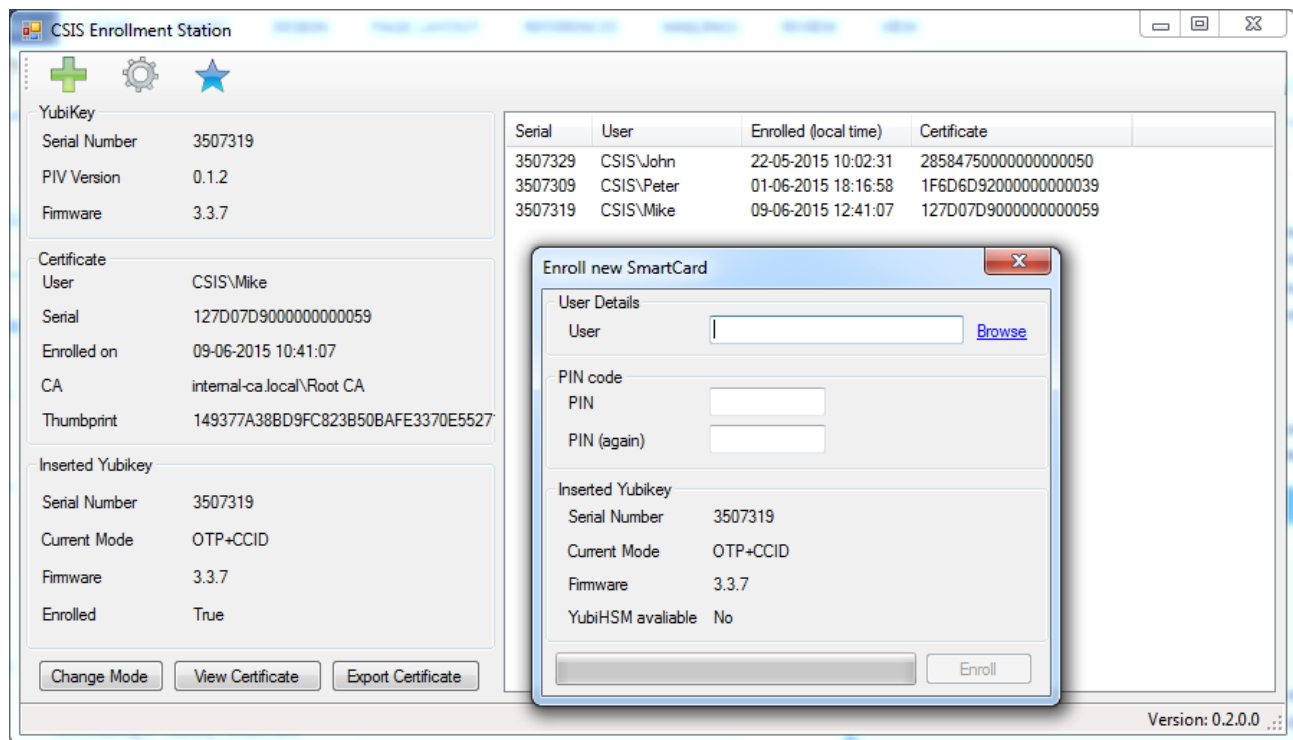 CSIS Enrollment Station
YubiKey
Serial Number 3507319
PIV Version 0.1.2
Firmware 3.3.7
Certificate
User CSIS\Mike
Serial 127D07D9000000000059
Enrolled on 09-06-2015 10:41:07
CA internal-ca.local\Root CA
Thumbprint 149377A38BD9FC823B50BAFE3370E5527
Inserted Yubikey
Serial Number 3507319
Current Mode OTP+CCID
Firmware 3.3.7
Enrolled True
Change Mode View Certificate Export Certificate
Serial User Enrolled (local time) Certificate
3507329 CSIS\John 22-05-2015 10:02:31 28584750000000000050
3507309 CSIS\Peter 01-06-2015 18:16:58 1F6D6D92000000000039
3507319 CSIS\Mike 09-06-2015 12:41:07 127D07D9000000000059
Enroll new SmartCard
User Details
User Browse
PIN code
PIN
PIN (again)
Inserted Yubikey
Serial Number 3507319
Current Mode OTP+CCID
Firmware 3.3.7
YubiHSM avaliable No
Enroll
Version: 0.2.0.0